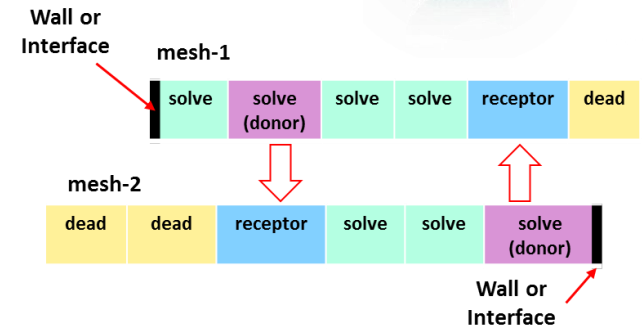 Wall or
Interface
mesh-1
solve solve solve solve receptor dead
(donor)
mesh-2
dead dead receptor solve solve solve
(donor)
Wall or
Interface